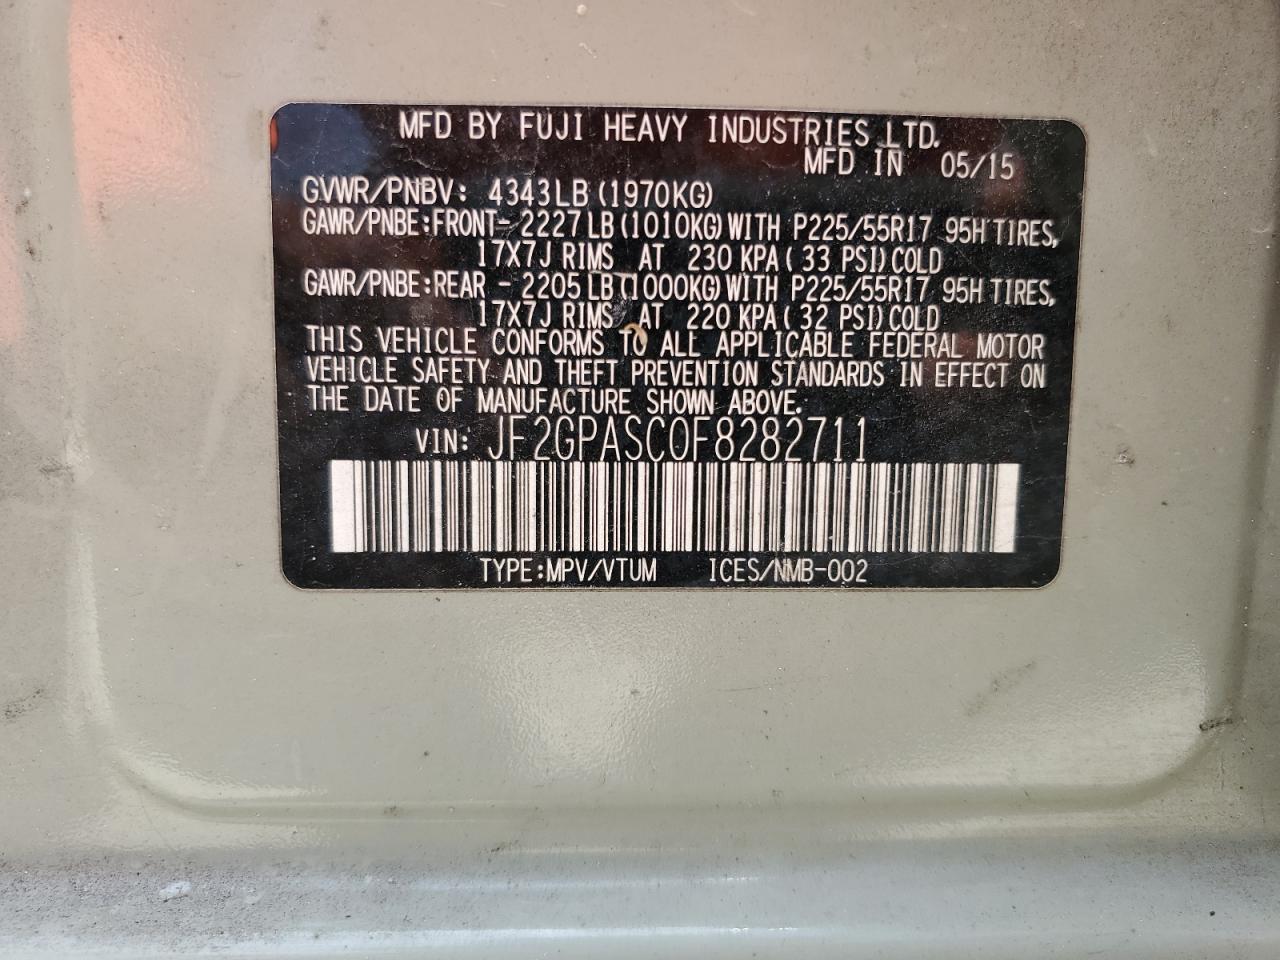 MFD BY FUJI HEAVY INDUSTRIES LTD.
MFD IN 05/15
GVWR/PNBV: 4343LB (1970KG)
GAWR/PNBE:FRONT- 2227LB(1010KG)WITH P225/55R17 95H TIRES,
17X7J RIMS AT 230 KPA( 33 PSI)COLD
GAWR/PNBE:REAR - 2205LB(1000KG)WITH P225/55R17 95H TIRES,
17X7J RIMS AT 220 KPA( 32 PSI)COLD
THIS VEHICLE CONFORMS TO ALL APPLICABLE FEDERAL MOTOR
VEHICLE SAFETY AND THEFT PREVENTION STANDARDS IN EFFECT ON
THE DATE OF MANUFACTURE SHOWN ABOVE.
VIN: JF2GPASC0F8282711
TYPE:MPV/VTUM ICES/NMB-002